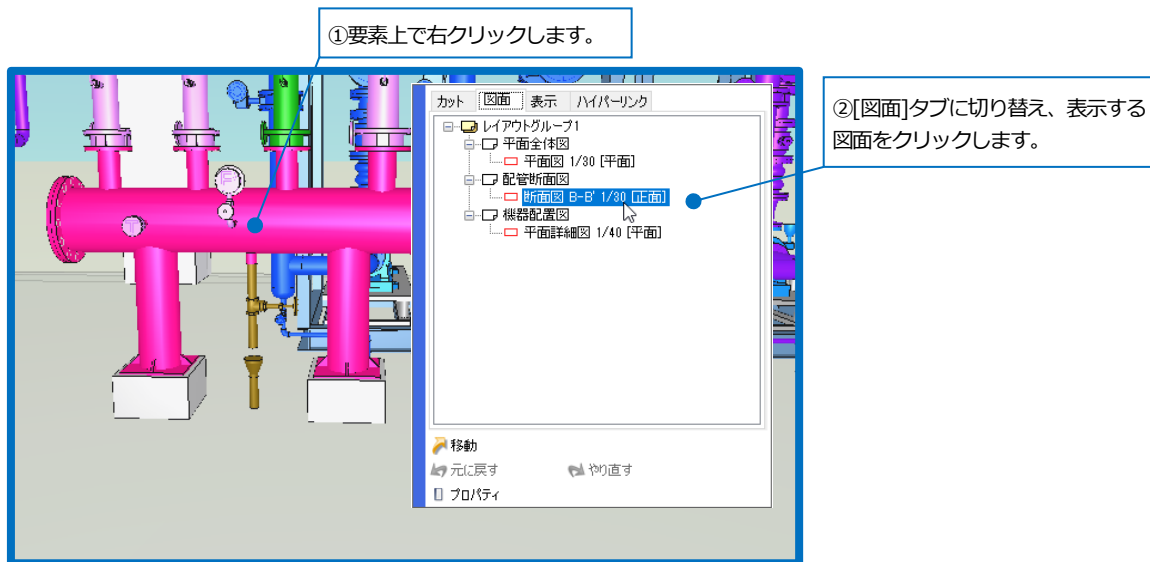 ①要素上で右クリックします。
カット 図面 表示 ハイパーリンク
レイアウトグループ1
平面全体図
平面図 1/30 [平面]
配管断面図
断面図 B-B' 1/30 [正面]
機器配置図
平面詳細図 1/40 [平面]
移動
元に戻す やり直す
プロパティ
②[図面]タブに切り替え、表示する
図面をクリックします。
P
T